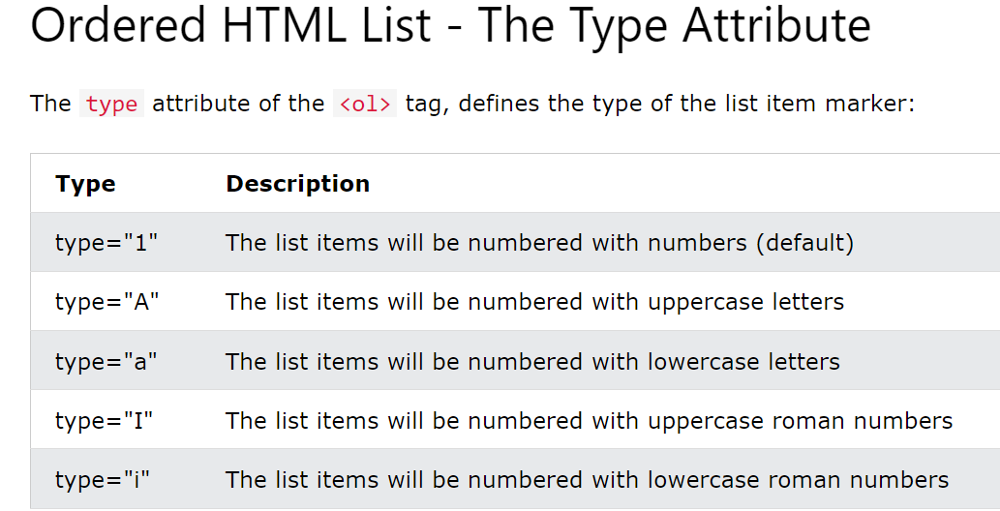 Ordered HTML List - The Type Attribute
The type attribute of the <ol> tag, defines the type of the list item marker:
Type Description
type="1" The list items will be numbered with numbers (default)
type="A" The list items will be numbered with uppercase letters
type="a" The list items will be numbered with lowercase letters
type="I" The list items will be numbered with uppercase roman numbers
type="i" The list items will be numbered with lowercase roman numbers